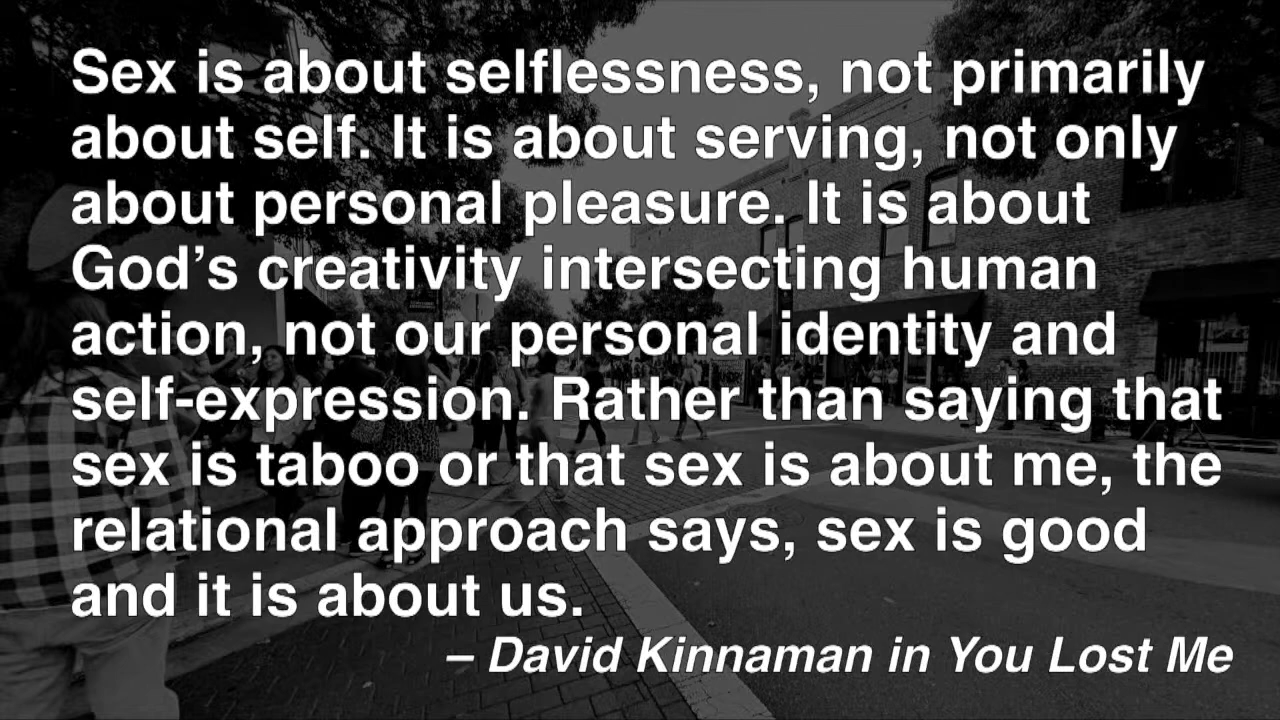 Sex is about selflessness, not primarily
about self. It is about serving, not only
about personal pleasure. It is about
God’s creativity intersecting human
action, not our personal identity and
self-expression. Rather than saying that
sex is taboo or that sex is about me, the
relational approach says, sex is good
and it is about us.
– David Kinnaman in You Lost Me